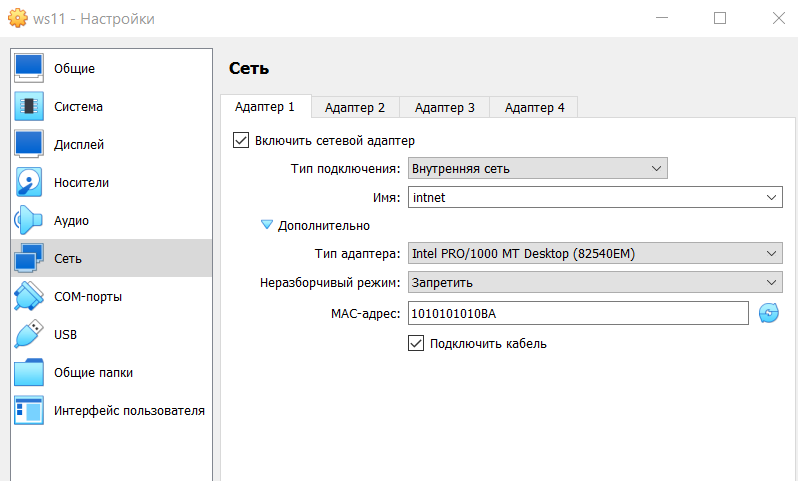 ws11 - Настройки
Общие
Система
Дисплей
Носители
Аудио
Сеть
COM-порты
USB
Общие папки
Интерфейс пользователя
Сеть
Адаптер 1 Адаптер 2 Адаптер 3 Адаптер 4
Включить сетевой адаптер
Тип подключения: Внутренняя сеть
Имя: intnet
Дополнительно
Тип адаптера: Intel PRO/1000 MT Desktop (82540EM)
Неразборчивый режим: Запретить
MAC-адрес: 1010101010BA
Подключить кабель